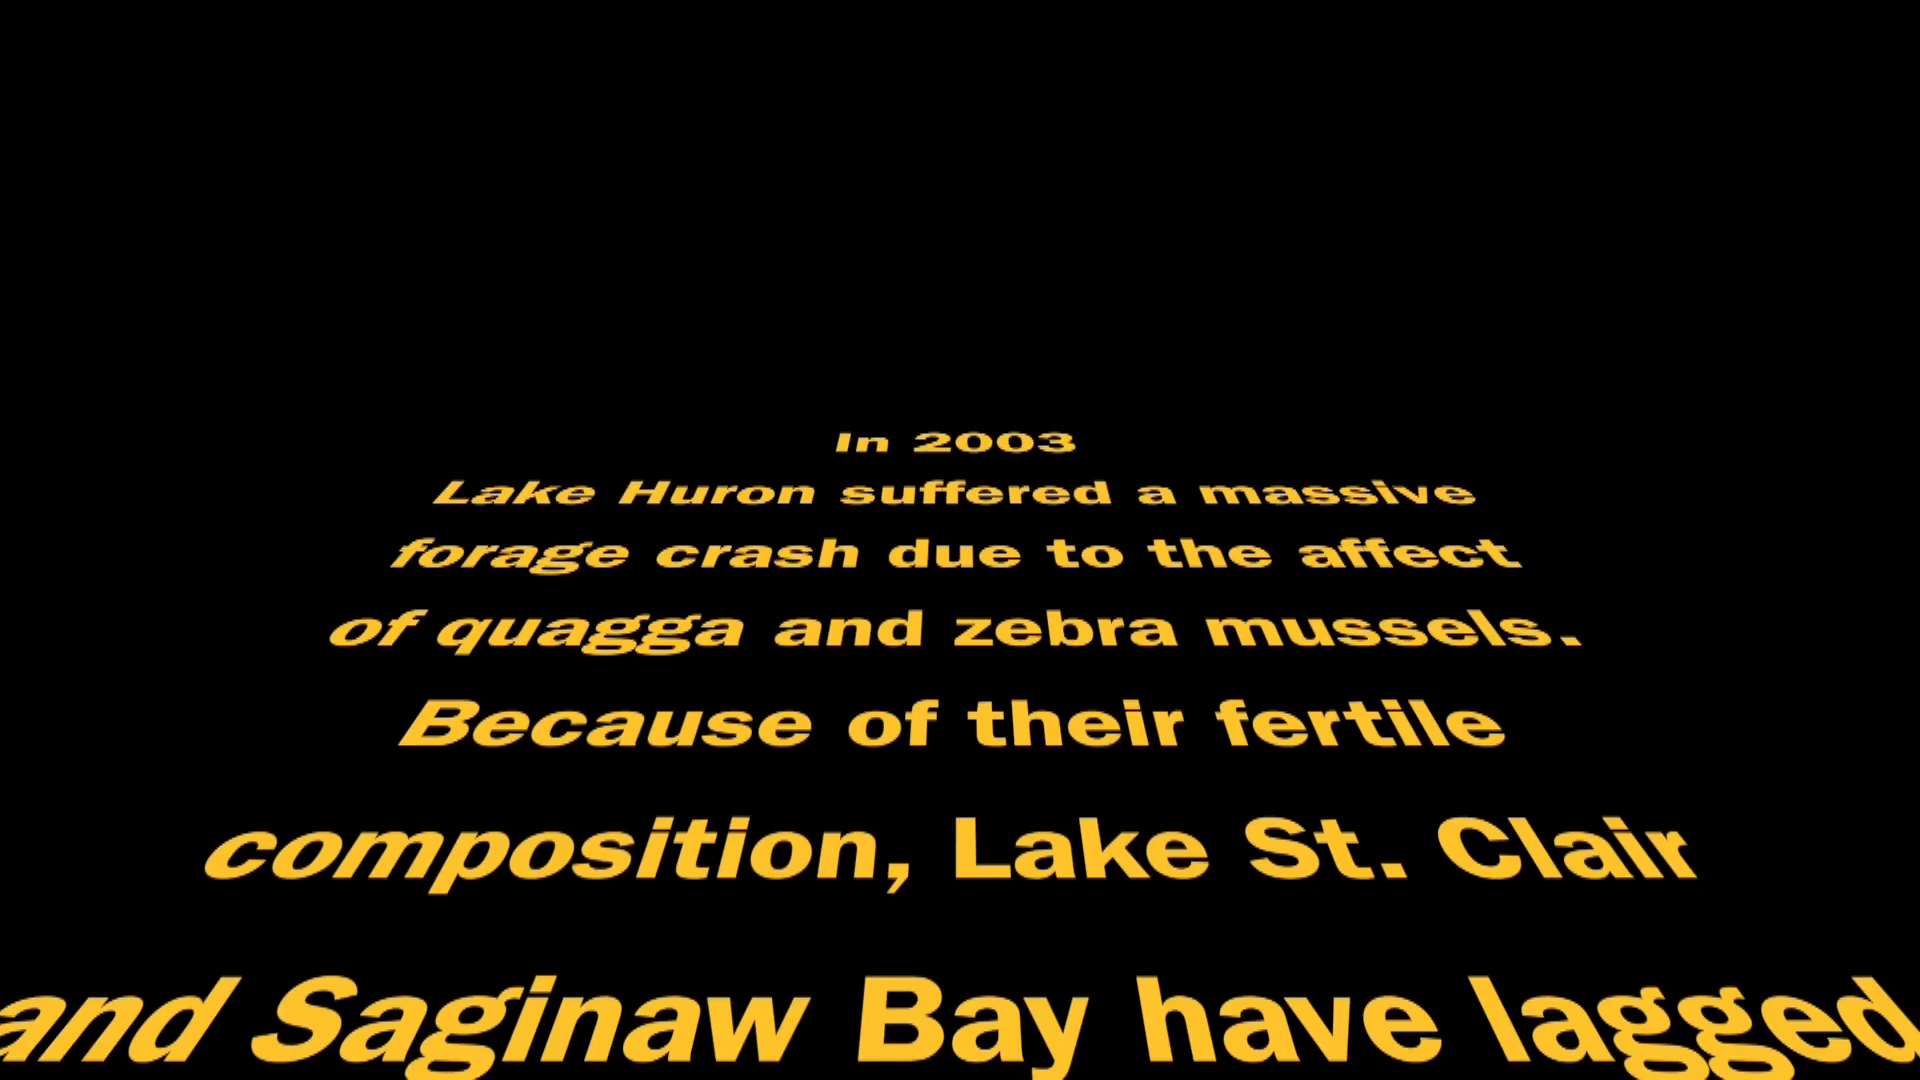 In 2003
Lake Huron suffered a massive
forage crash due to the affect
of quagga and zebra mussels.
Because of their fertile
composition, Lake St. Clair
and Saginaw Bay have lagged